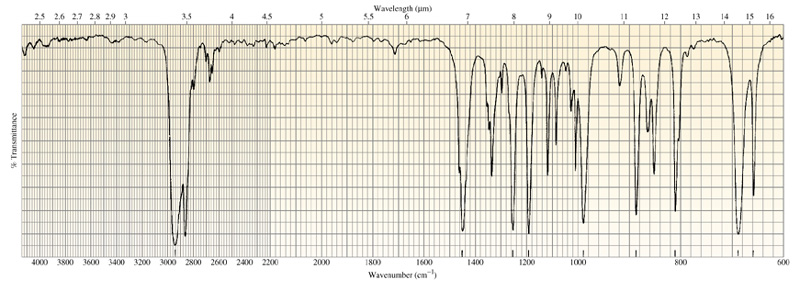 Wavelength (μm)
2.5 2.6 2.7 2.8 2.9 3 3.5 4 4.5 5 5.5 6 7 8 9 10 11 12 13 14 15 16
% Transmittance
4000 3800 3600 3400 3200 3000 2800 2600 2400 2200 2000 1800 1600 1400 1200 1000 800 600
Wavenumber (cm⁻¹)